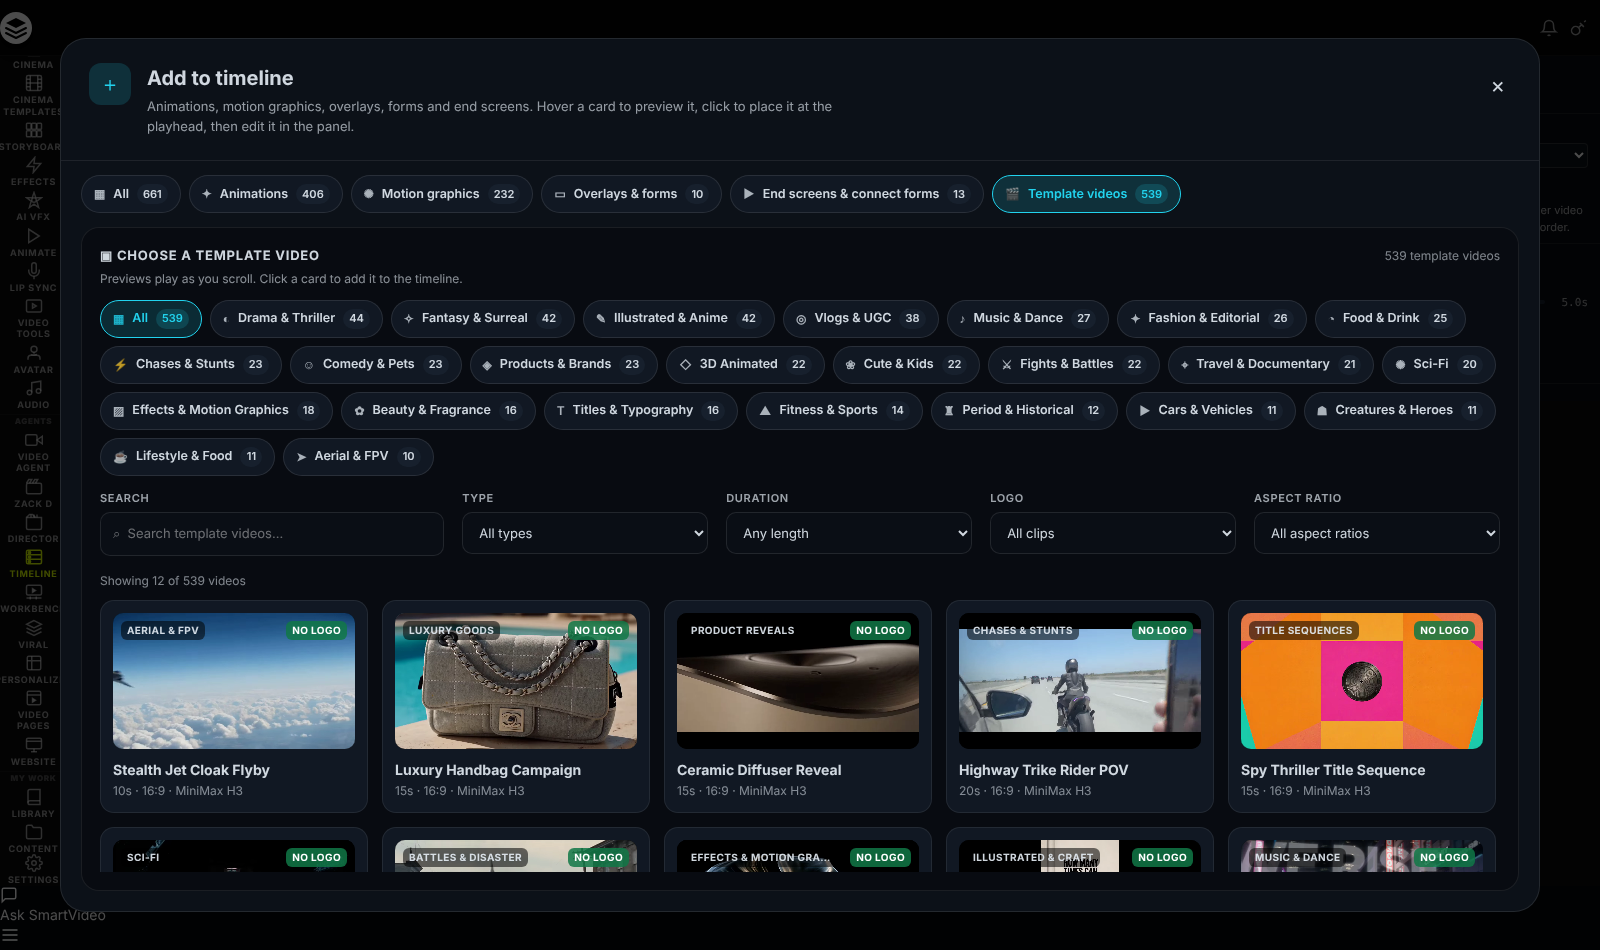 Add to timeline
Animations, motion graphics, overlays, forms and end screens. Hover a card to preview it, click to place it at the
playhead, then edit it in the panel.
All 661
Animations 406
Motion graphics 232
Overlays & forms 10
End screens & connect forms 13
Template videos 539
CHOOSE A TEMPLATE VIDEO
539 template videos
Previews play as you scroll. Click a card to add it to the timeline.
All 539
Drama & Thriller 44
Fantasy & Surreal 42
Illustrated & Anime 42
Vlogs & UGC 38
Music & Dance 27
Fashion & Editorial 26
Food & Drink 25
Chases & Stunts 23
Comedy & Pets 23
Products & Brands 23
3D Animated 22
Cute & Kids 22
Fights & Battles 22
Travel & Documentary 21
Sci-Fi 20
Effects & Motion Graphics 18
Beauty & Fragrance 16
Titles & Typography 16
Fitness & Sports 14
Period & Historical 12
Cars & Vehicles 11
Creatures & Heroes 11
Lifestyle & Food 11
Aerial & FPV 10
SEARCH
Search template videos...
TYPE
All types
DURATION
Any length
LOGO
All clips
ASPECT RATIO
All aspect ratios
Showing 12 of 539 videos
AERIAL & FPV
NO LOGO
Stealth Jet Cloak Flyby
10s · 16:9 · MiniMax H3
LUXURY GOODS
NO LOGO
Luxury Handbag Campaign
15s · 16:9 · MiniMax H3
PRODUCT REVEALS
NO LOGO
Ceramic Diffuser Reveal
15s · 16:9 · MiniMax H3
CHASES & STUNTS
NO LOGO
Highway Trike Rider POV
20s · 16:9 · MiniMax H3
TITLE SEQUENCES
NO LOGO
Spy Thriller Title Sequence
15s · 16:9 · MiniMax H3
SCI-FI
NO LOGO
BATTLES & DISASTER
NO LOGO
EFFECTS & MOTION GRA...
NO LOGO
ILLUSTRATED & CRAFT
NO LOGO
MUSIC & DANCE
NO LOGO
CINEMA
CINEMA
TEMPLATES
STORYBOAR
EFFECTS
AI VFX
ANIMATE
LIP SYNC
VIDEO
TOOLS
AVATAR
AUDIO
AGENTS
VIDEO
AGENT
ZACK D
DIRECTOR
TIMELINE
WORKBENC
VIRAL
PERSONALIZ
VIDEO
PAGES
WEBSITE
MY WORK
LIBRARY
CONTENT
SETTINGS
Ask SmartVideo
er video
order.
5.0s